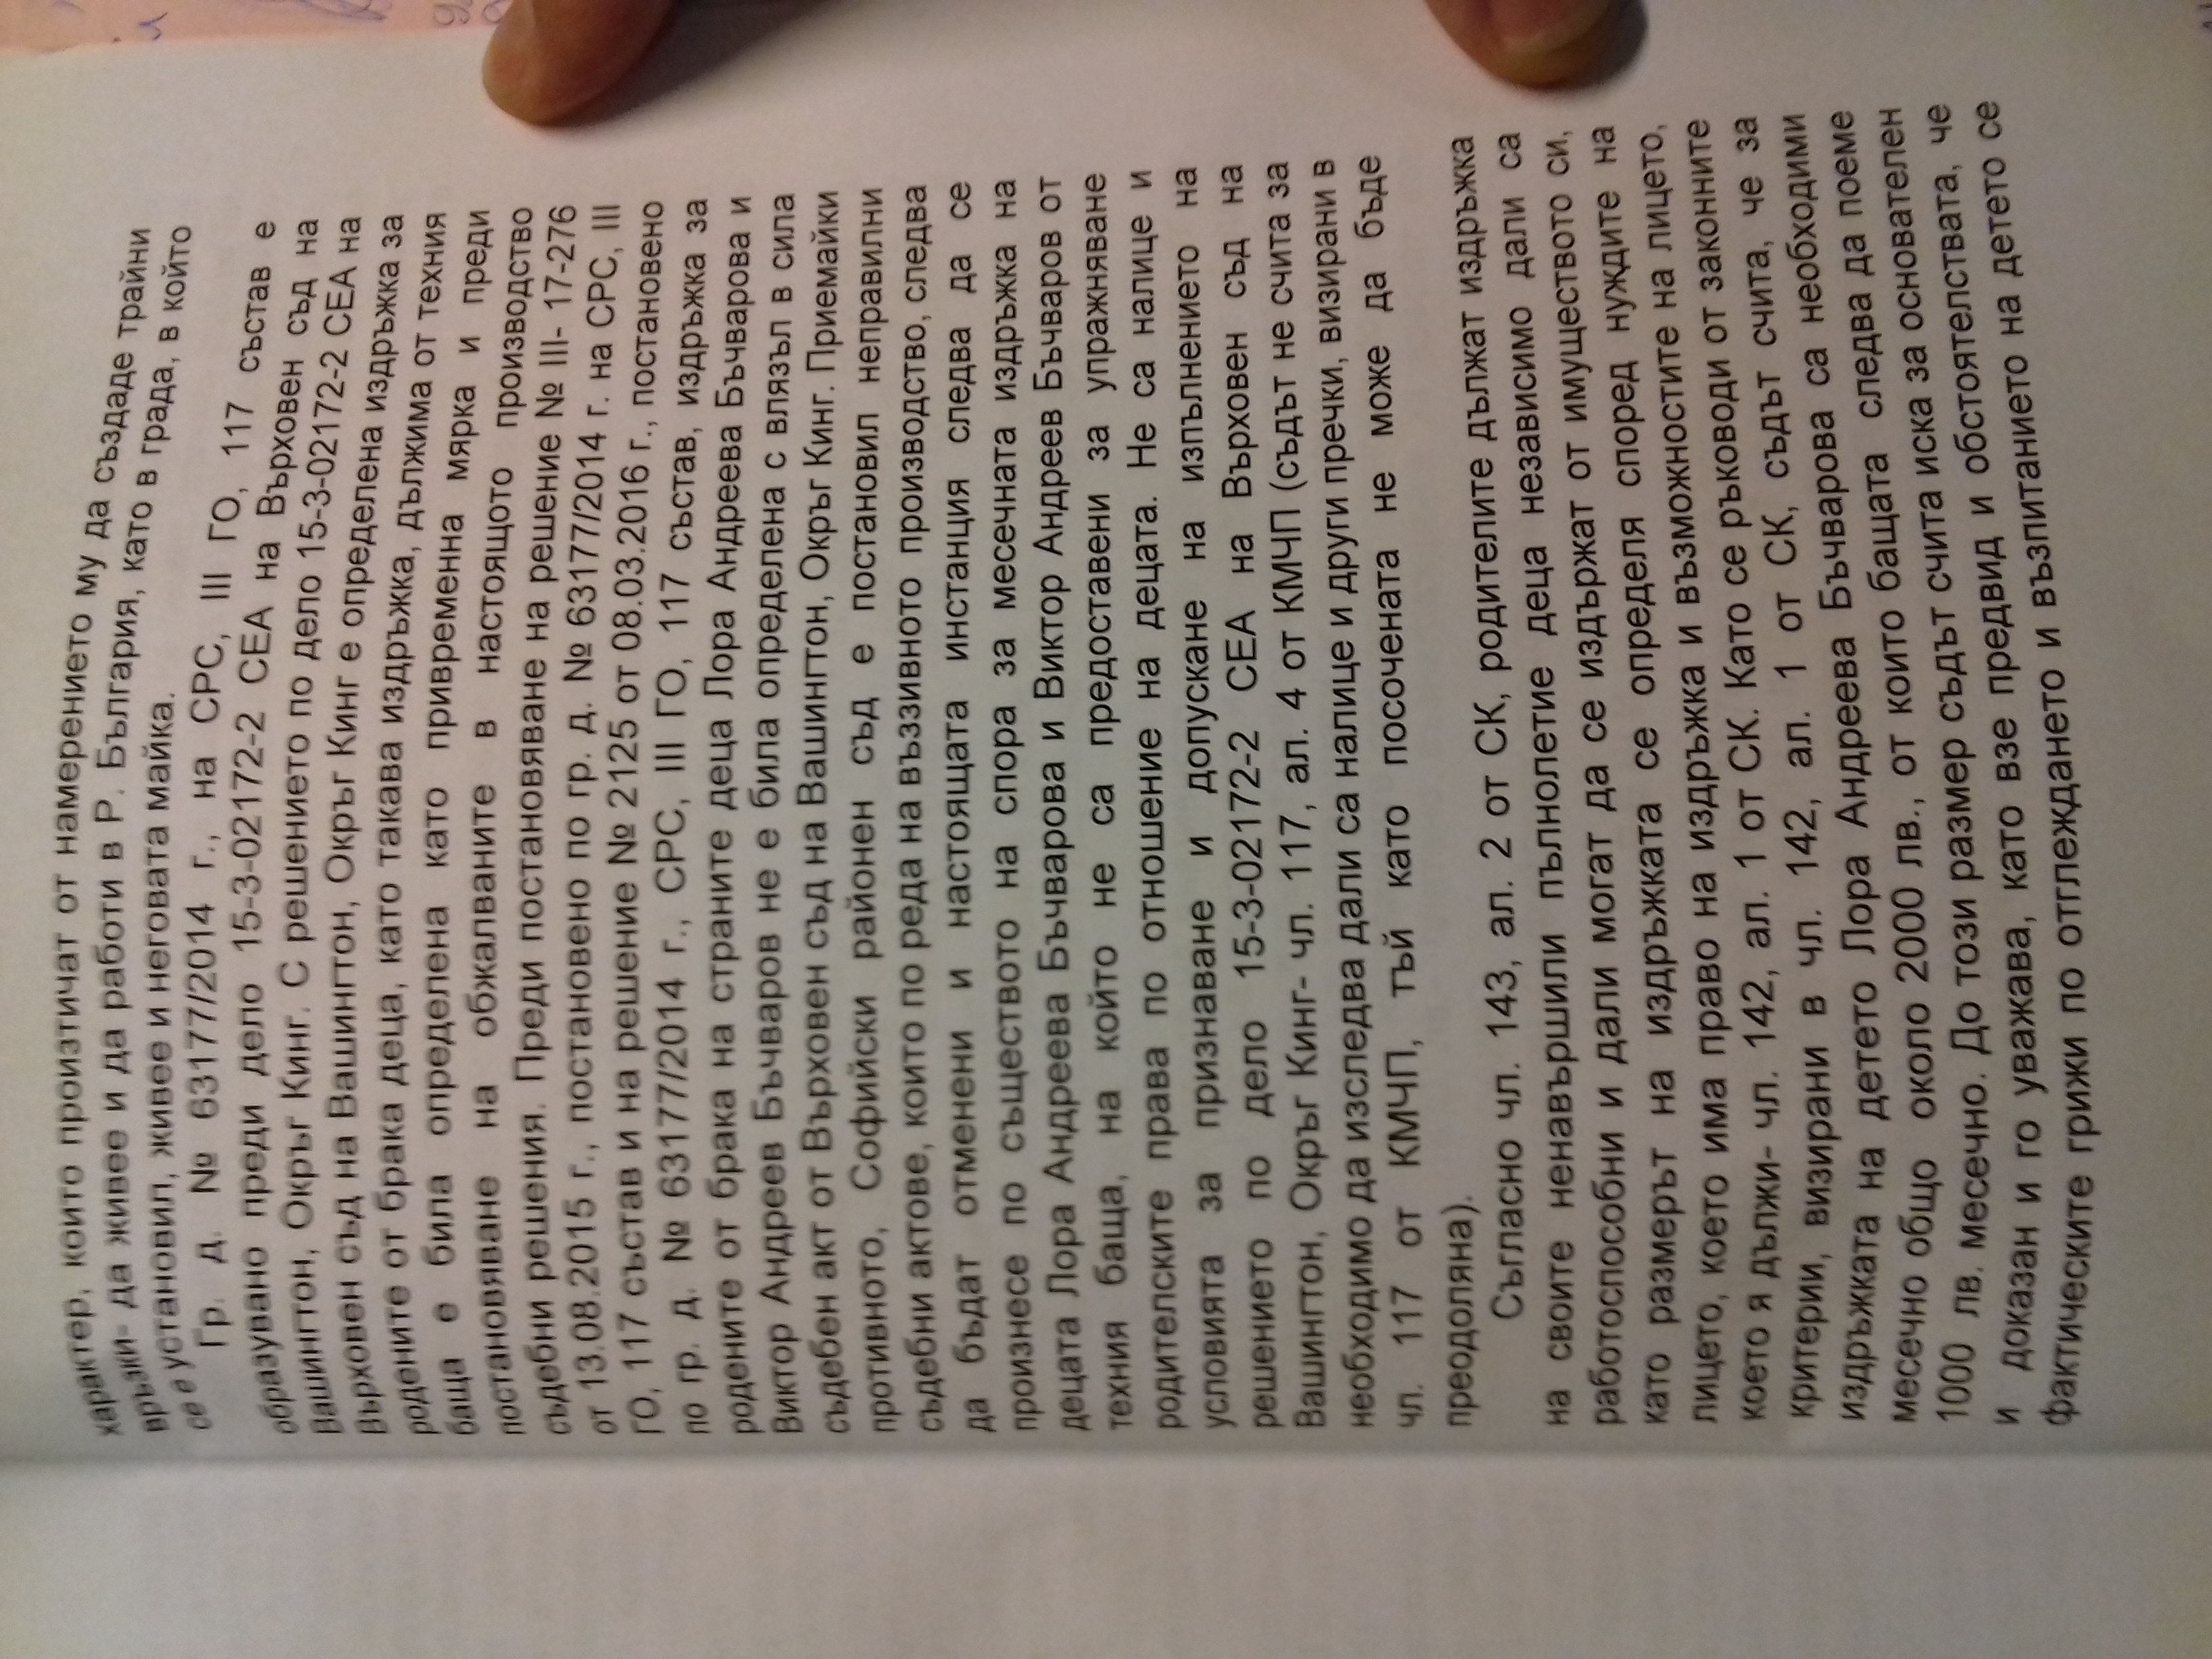 характер, които произтичат от намерението му да създаде трайни
връзки- да живее и да работи в Р. България, като в града, в който
се е установил, живее и неговата майка.
Гр. д. № 63177/2014 г., на СРС, III ГО, 117 състав е
образувано преди дело 15-3-02172-2 СЕА на Върховен съд на
Вашингтон, Окръг Кинг. С решението по дело 15-3-02172-2 СЕА на
Върховен съд на Вашингтон, Окръг Кинг е определена издръжка за
родените от брака деца, като такава издръжка, дължима от техния
баща е била определена като привременна мярка и преди
постановяване на обжалваните в настоящото производство
съдебни решения. Преди постановяване на решение № III- 17-276
от 13.08.2015 г., постановено по гр. д. № 63177/2014 г. на СРС, III
ГО, 117 състав и на решение № 2125 от 08.03.2016 г., постановено
по гр. д. № 63177/2014 г., СРС, III ГО, 117 състав, издръжка за
родените от брака на страните деца Лора Андреева Бъчварова и
Виктор Андреев Бъчваров не е била определена с влязъл в сила
съдебен акт от Върховен съд на Вашингтон, Окръг Кинг. Приемайки
противното, Софийски районен съд е постановил неправилни
съдебни актове, които по реда на въззивното производство, следва
да бъдат отменени и настоящата инстанция следва да се
произнесе по съществото на спора за месечната издръжка на
децата Лора Андреева Бъчварова и Виктор Андреев Бъчваров от
техния баща, на който не са предоставени за упражняване
родителските права по отношение на децата. Не са налице и
условията за признаване и допускане на изпълнението на
решението по дело 15-3-02172-2 СЕА на Върховен съд на
Вашингтон, Окръг Кинг- чл. 117, ал. 4 от КМЧП (съдът не счита за
необходимо да изследва дали са налице и други пречки, визирани в
чл. 117 от КМЧП, тъй като посочената не може да бъде
преодоляна).
Съгласно чл. 143, ал. 2 от СК, родителите дължат издръжка
на своите ненавършили пълнолетие деца независимо дали са
работоспособни и дали могат да се издържат от имуществото си,
като размерът на издръжката се определя според нуждите на
лицето, което има право на издръжка и възможностите на лицето,
което я дължи- чл. 142, ал. 1 от СК. Като се ръководи от законните
критерии, визирани в чл. 142, ал. 1 от СК, съдът счита, че за
издръжката на детето Лора Андреева Бъчварова са необходими
месечно общо около 2000 лв., от които бащата следва да поеме
1000 лв. месечно. До този размер съдът счита иска за основателен
и доказан и го уважава, като взе предвид и обстоятелствата, че
фактическите грижи по отглеждането и възпитанието на детето се